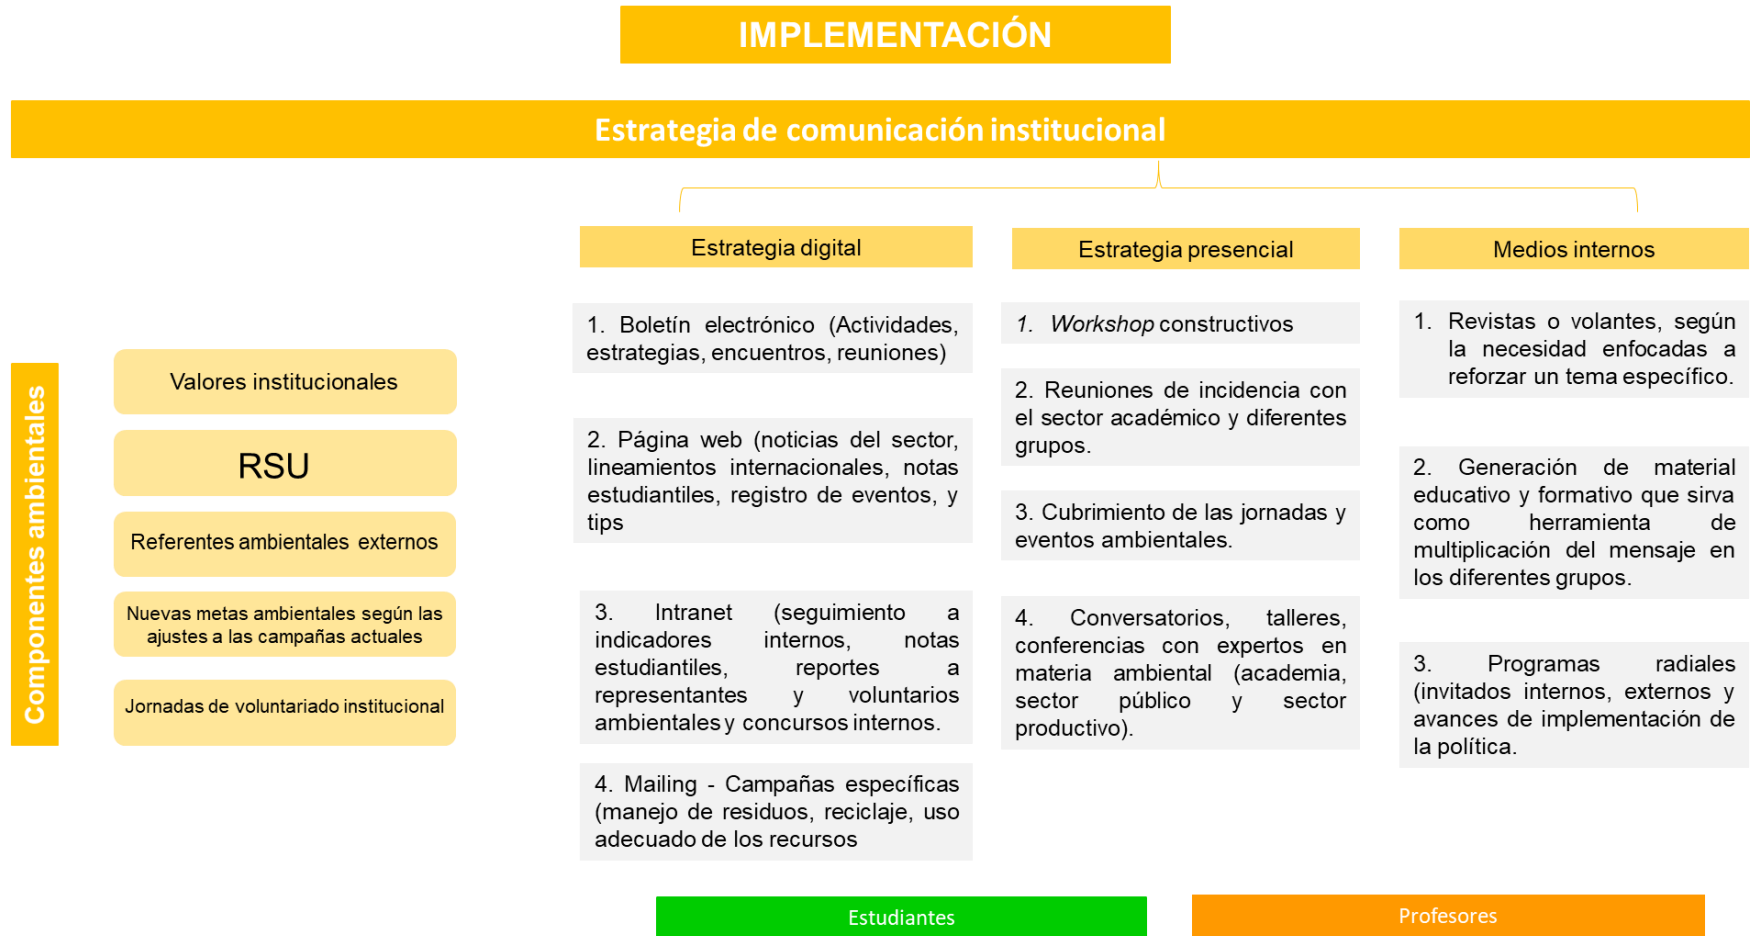 IMPLEMENTACIÓN
Estrategia de comunicación institucional
Componentes ambientales
Valores institucionales
RSU
Referentes ambientales externos
Nuevas metas ambientales según las
ajustes a las campañas actuales
Jornadas de voluntariado institucional
Estrategia digital
1. Boletín electrónico (Actividades,
estrategias, encuentros, reuniones)
2. Página web (noticias del sector,
lineamientos internacionales, notas
estudiantiles, registro de eventos, y
tips
3. Intranet (seguimiento a
indicadores internos, notas
estudiantiles, reportes a
representantes y voluntarios
ambientales y concursos internos.
4. Mailing - Campañas específicas
(manejo de residuos, reciclaje, uso
adecuado de los recursos
Estrategia presencial
1. Workshop constructivos
2. Reuniones de incidencia con
el sector académico y diferentes
grupos.
3. Cubrimiento de las jornadas y
eventos ambientales.
4. Conversatorios, talleres,
conferencias con expertos en
materia ambiental (academia,
sector público y sector
productivo).
Medios internos
1. Revistas o volantes, según
la necesidad enfocadas a
reforzar un tema específico.
2. Generación de material
educativo y formativo que sirva
como herramienta de
multiplicación del mensaje en
los diferentes grupos.
3. Programas radiales
(invitados internos, externos y
avances de implementación de
la política.
Estudiantes
Profesores